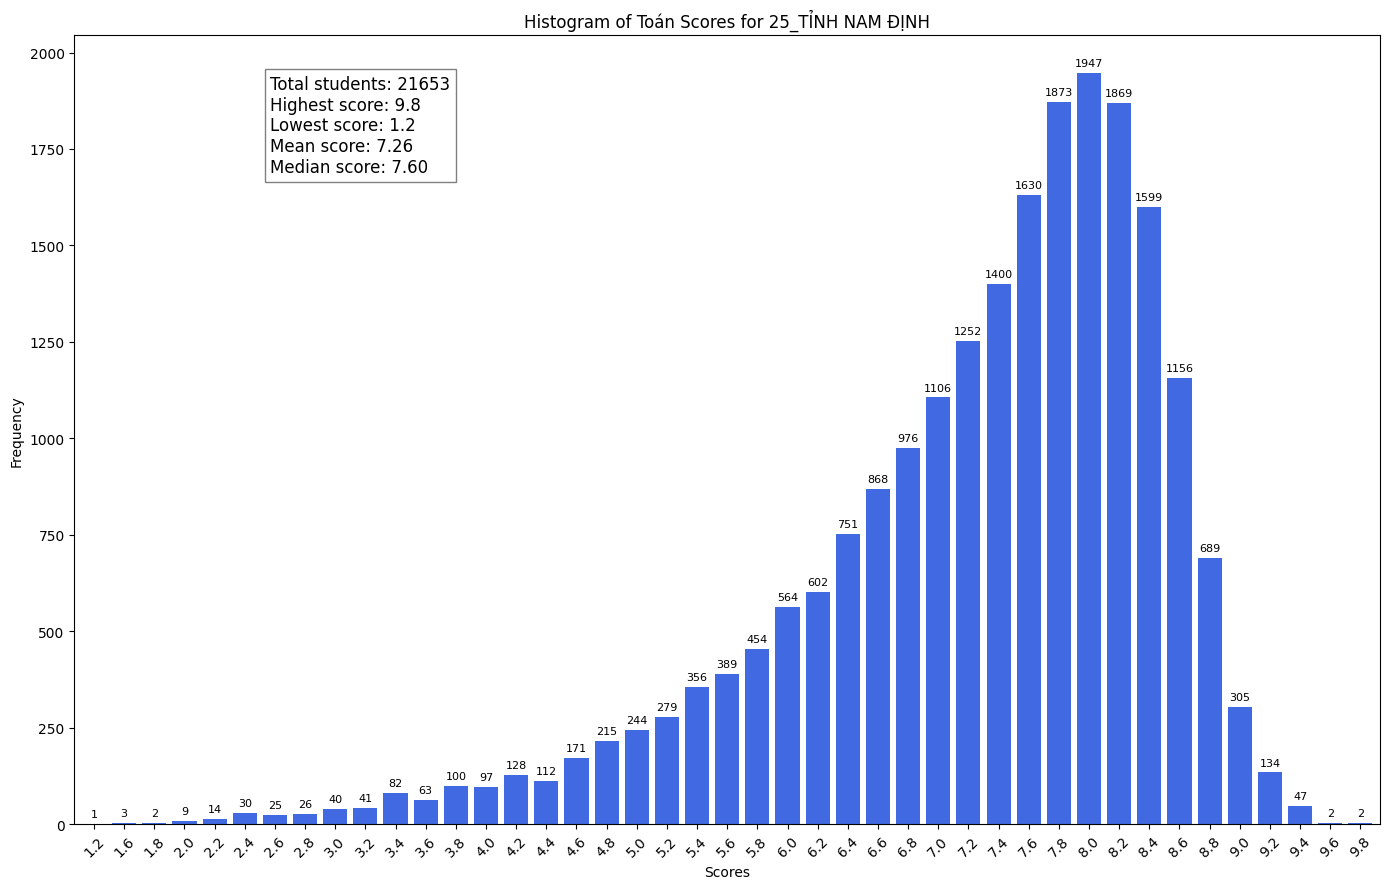 Histogram of Toán Scores for 25_TỈNH NAM ĐỊNH
Total students: 21653
Highest score: 9.8
Lowest score: 1.2
Mean score: 7.26
Median score: 7.60
Frequency
2000
1750
1500
1250
1000
750
500
250
0
1 3 2 9 14 30 25 26 40 41 82 63 100 97 128 112 171 215 244 279 356 389 454 564 602 751 868 976 1106 1252 1400 1630 1873 1947 1869 1599 1156 689 305 134 47 2 2
1.2 1.6 1.8 2.0 2.2 2.4 2.6 2.8 3.0 3.2 3.4 3.6 3.8 4.0 4.2 4.4 4.6 4.8 5.0 5.2 5.4 5.6 5.8 6.0 6.2 6.4 6.6 6.8 7.0 7.2 7.4 7.6 7.8 8.0 8.2 8.4 8.6 8.8 9.0 9.2 9.4 9.6 9.8
Scores